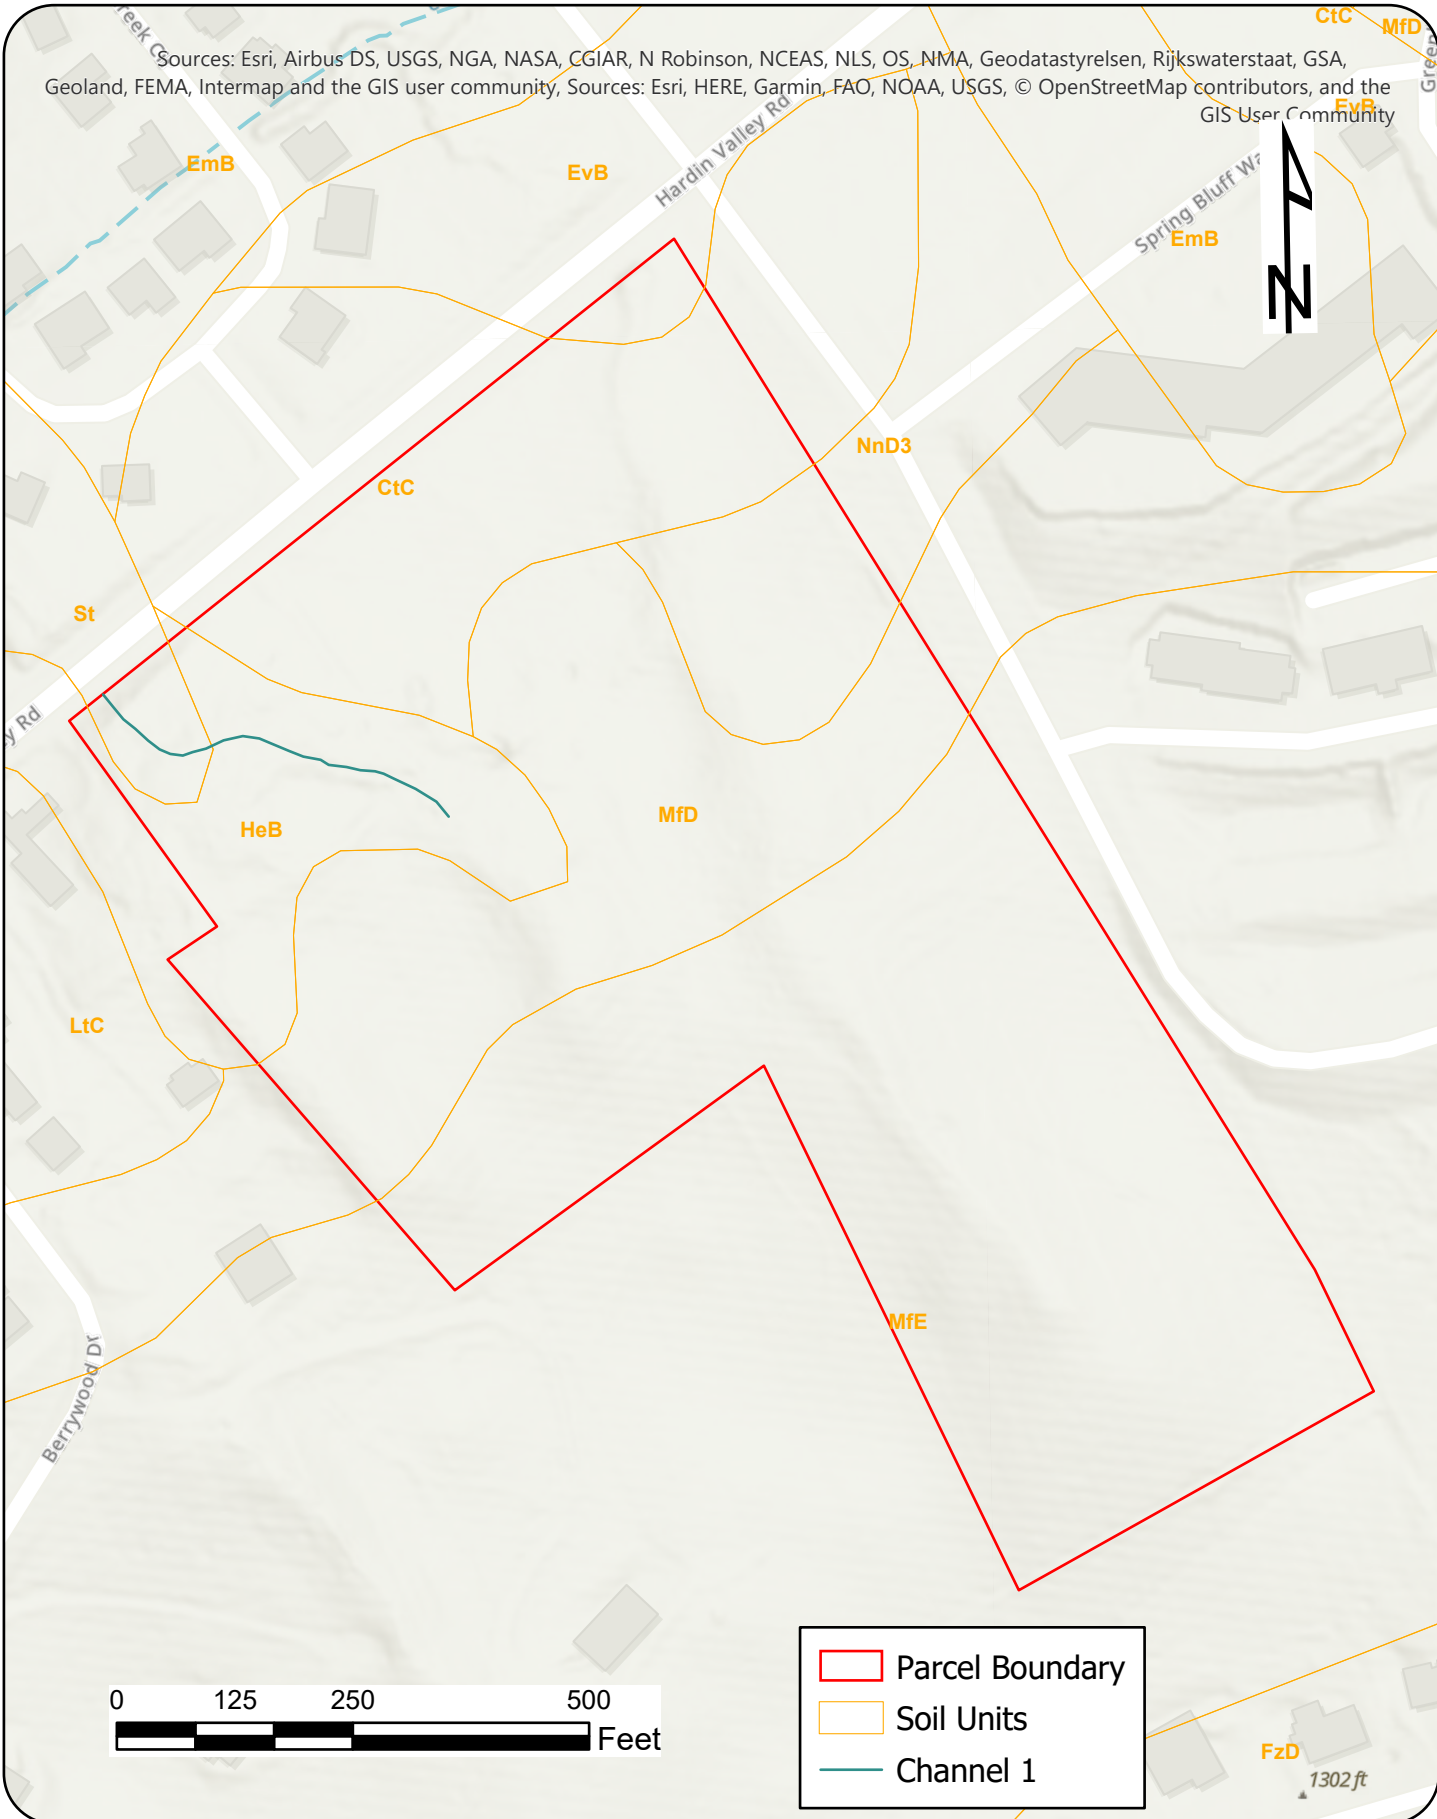 CtC
MfD
Sources: Esri, Airbus DS, USGS, NGA, NASA, CGIAR, N Robinson, NCEAS, NLS, OS, NMA, Geodatastyrelsen, Rijkswaterstaat, GSA,
Geoland, FEMA, Intermap and the GIS user community, Sources: Esri, HERE, Garmin, FAO, NOAA, USGS, © OpenStreetMap contributors, and the
GIS User Community
EvB
Hardin Valley Rd
EmB
EvB
Spring Bluff Wa
EmB
N
NnD3
CtC
St
y Rd
HeB
MfD
LtC
MfE
Berrywood Dr
0 125 250 500
Feet
Parcel Boundary
Soil Units
Channel 1
FzD
1302 ft